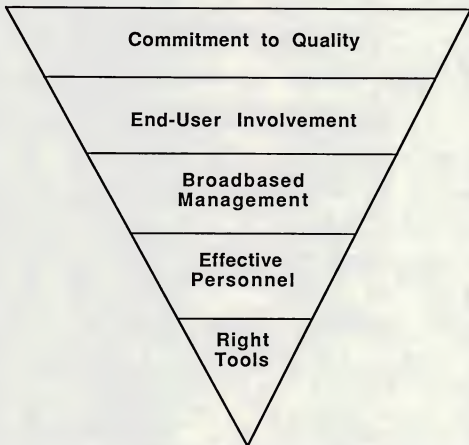 Commitment to Quality
End-User Involvement
Broadbased
Management
Effective
Personnel
Right
Tools